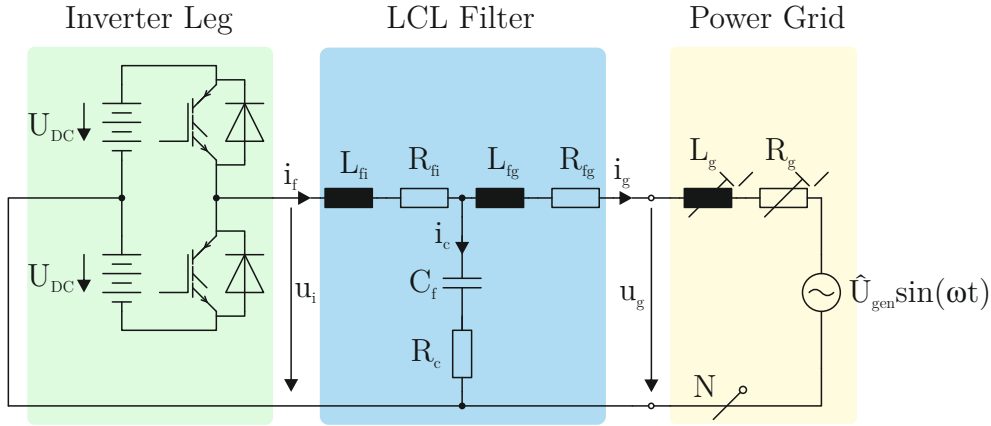 Inverter Leg
LCL Filter
Power Grid
U_DC
U_DC
i_f
u_i
L_fi
R_fi
L_fg
R_fg
i_c
C_f
R_c
i_g
u_g
L_g
R_g
Û_gen sin(ωt)
N